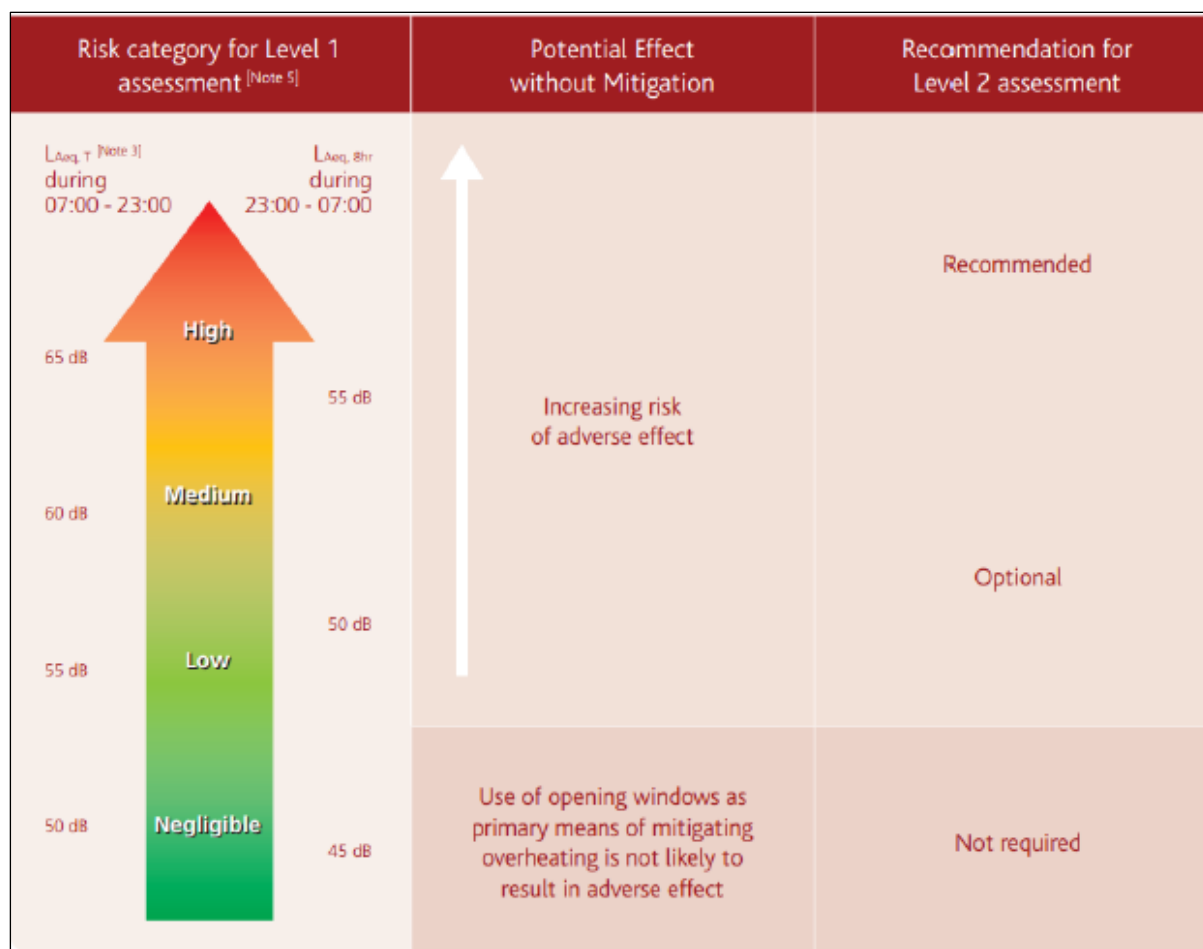 Risk category for Level 1
assessment [Note 5]
Potential Effect
without Mitigation
Recommendation for
Level 2 assessment
LAeq, T [Note 3]
during
07:00 - 23:00
LAeq, 8hr
during
23:00 - 07:00
High
65 dB
55 dB
Medium
60 dB
50 dB
Low
55 dB
Negligible
50 dB
45 dB
Increasing risk
of adverse effect
Use of opening windows as
primary means of mitigating
overheating is not likely to
result in adverse effect
Recommended
Optional
Not required